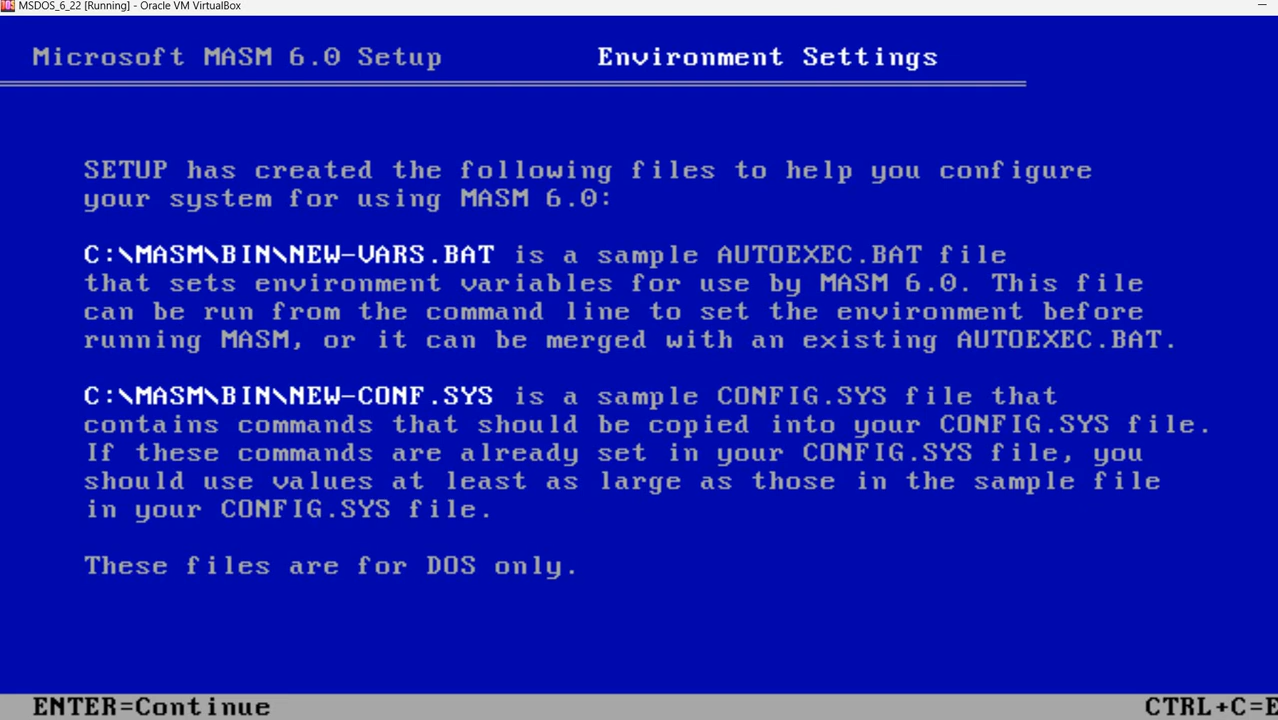 MSDOS_6_22 [Running] - Oracle VM VirtualBox
Microsoft MASM 6.0 Setup Environment Settings
SETUP has created the following files to help you configure
your system for using MASM 6.0:
C:\MASM\BIN\NEW-VARS.BAT is a sample AUTOEXEC.BAT file
that sets environment variables for use by MASM 6.0. This file
can be run from the command line to set the environment before
running MASM, or it can be merged with an existing AUTOEXEC.BAT.
C:\MASM\BIN\NEW-CONF.SYS is a sample CONFIG.SYS file that
contains commands that should be copied into your CONFIG.SYS file.
If these commands are already set in your CONFIG.SYS file, you
should use values at least as large as those in the sample file
in your CONFIG.SYS file.
These files are for DOS only.
ENTER=Continue CTRL+C=E